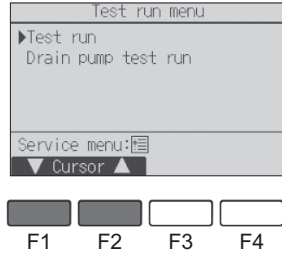 Test run menu
▶Test run
Drain pump test run
Service menu:
▼ Cursor ▲
F1 F2 F3 F4